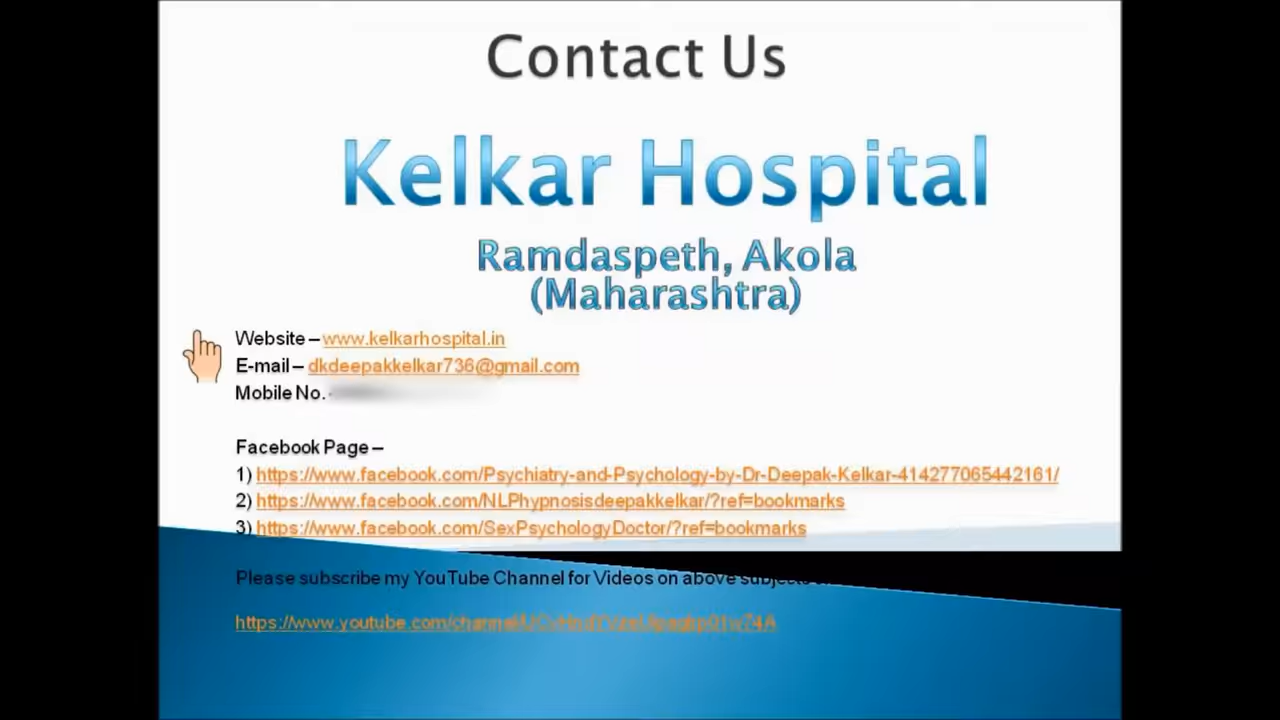 Contact Us
Kelkar Hospital
Ramdaspeth, Akola
(Maharashtra)
Website – www.kelkarhospital.in
E-mail – dkdeepakkelkar736@gmail.com
Mobile No. -
Facebook Page –
1) https://www.facebook.com/Psychiatry-and-Psychology-by-Dr-Deepak-Kelkar-414277065442161/
2) https://www.facebook.com/NLPhypnosisdeepakkelkar/?ref=bookmarks
3) https://www.facebook.com/SexPsychologyDoctor/?ref=bookmarks
Please subscribe my YouTube Channel for Videos on above subjects